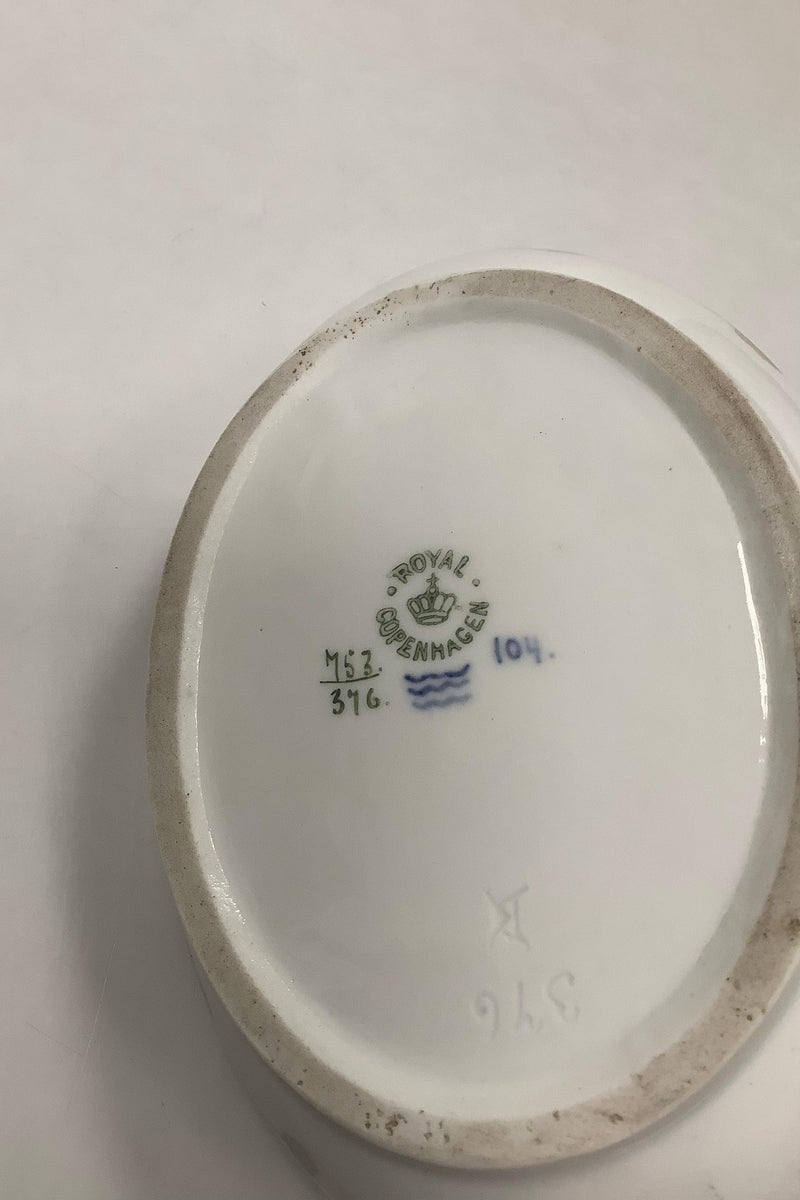 ROYAL
COPENHAGEN
753.
376.
104.
K
376